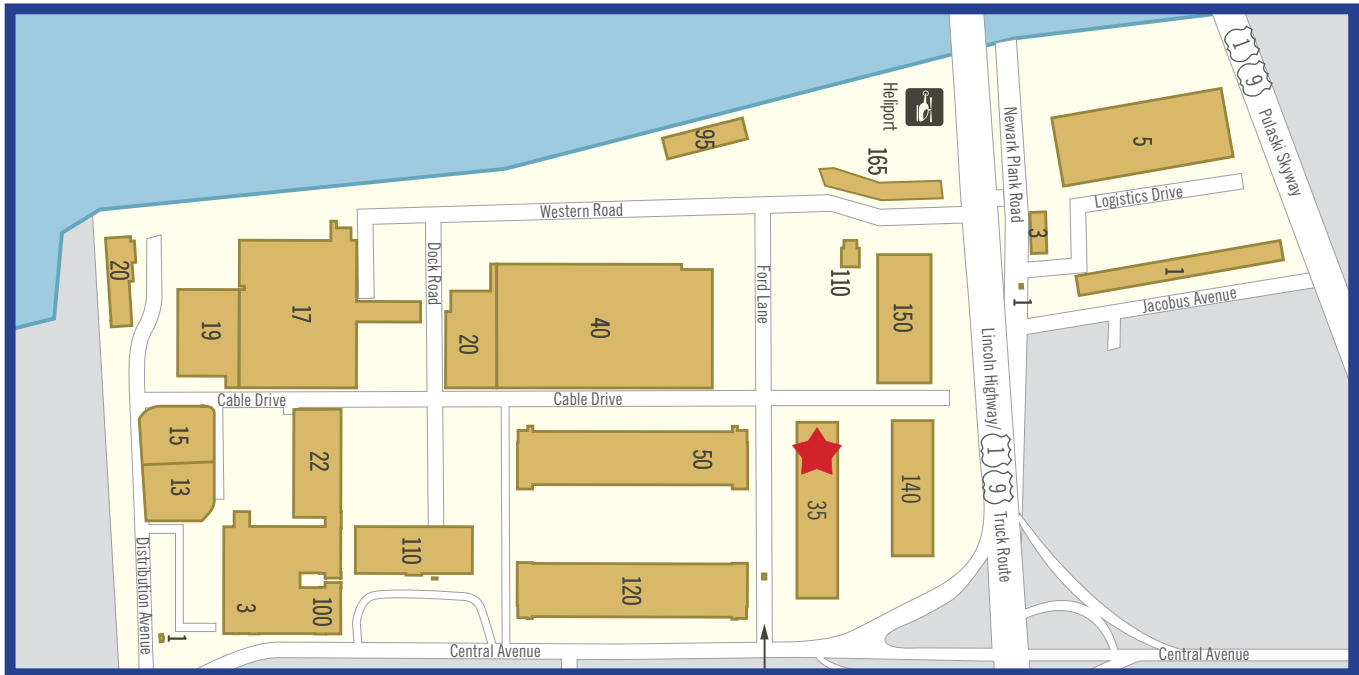 1
9
Pulaski Skyway
Heliport
Newark Plank Road
5
95
165
Logistics Drive
Western Road
3
20
Dock Road
Ford Lane
110
1
1
Jacobus Avenue
17
19
20
40
150
Lincoln Highway/
1
9
Truck Route
Cable Drive
Cable Drive
15
13
22
50
35
140
110
120
3
100
Distribution Avenue
1
Central Avenue
Central Avenue